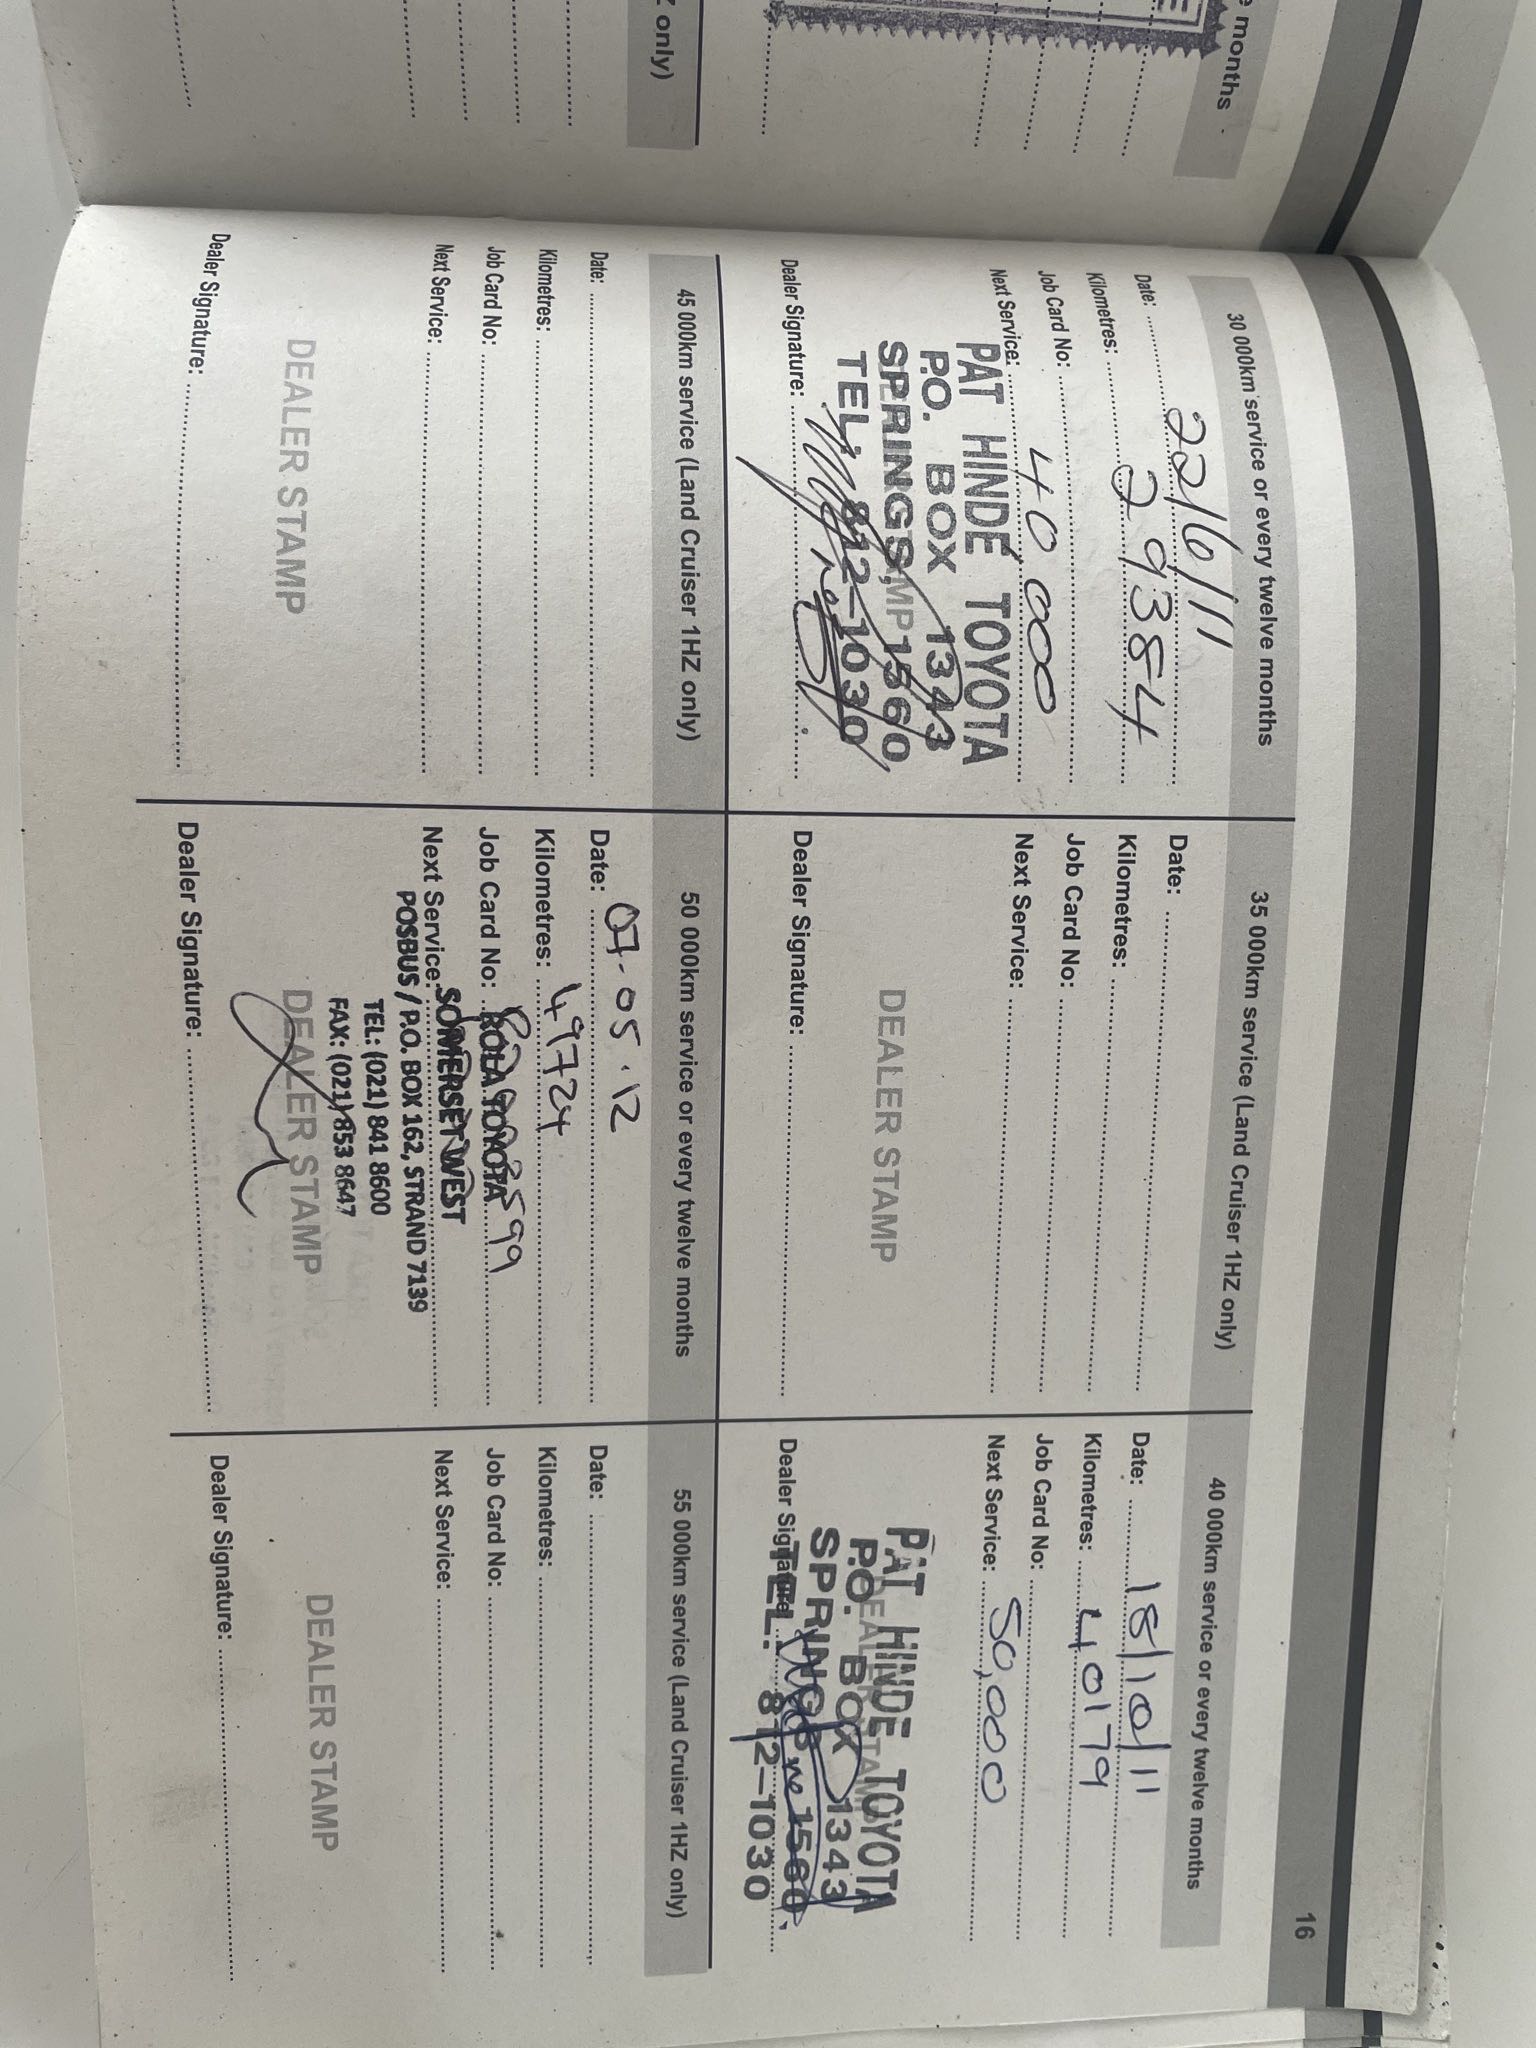 e months
Z only)
16
30 000km service or every twelve months
Date: 22/6/11
Kilometres: 29384
Job Card No:
Next Service: 40 000
PAT HINDE TOYOTA
P.O. BOX 1343
SPRINGS, 1560
TEL: 812-1030
Dealer Signature:
35 000km service (Land Cruiser 1HZ only)
Date:
Kilometres:
Job Card No:
Next Service:
DEALER STAMP
Dealer Signature:
40 000km service or every twelve months
Date: 18/10/11
Kilometres: 40179
Job Card No:
Next Service: 50,000
DEALER STAMP
PAT HINDE TOYOTA
P.O. BOX 1343
SPRINGS 1560
TEL: 812-1030
Dealer Signature:
45 000km service (Land Cruiser 1HZ only)
Date:
Kilometres:
Job Card No:
Next Service:
DEALER STAMP
Dealer Signature:
50 000km service or every twelve months
Date: 07.05.12
Kilometres: 49724
Job Card No:
ROLA TOYOTA
Next Service:
SOMERSET WEST
POSBUS / P.O. BOX 162, STRAND 7139
TEL: (021) 841 8600
FAX: (021) 853 8647
DEALER STAMP
Dealer Signature:
55 000km service (Land Cruiser 1HZ only)
Date:
Kilometres:
Job Card No:
Next Service:
DEALER STAMP
Dealer Signature: